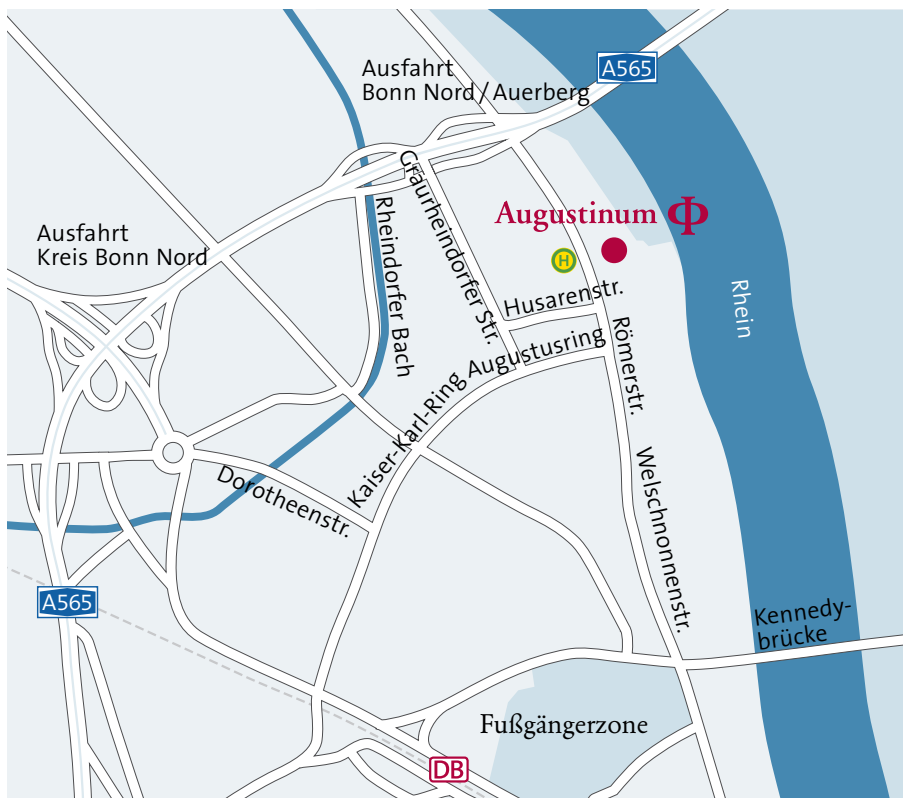 A565
Ausfahrt
Bonn Nord / Auerberg
Graurheindorfer Str.
Rheindorfer Bach
Augustinum Φ
Ausfahrt
Kreis Bonn Nord
H
Husarenstr.
Rhein
Römerstr.
Augustusring
Kaiser-Karl-Ring
Dorotheenstr.
Welschnonnenstr.
A565
Kennedy-
brücke
Fußgängerzone
DB